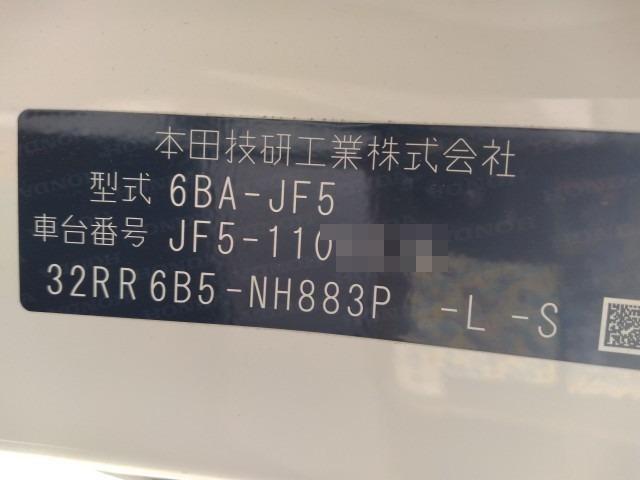 本田技研工業株式会社
型式 6BA-JF5
車台番号 JF5-110
32RR6B5-NH883P -L -S